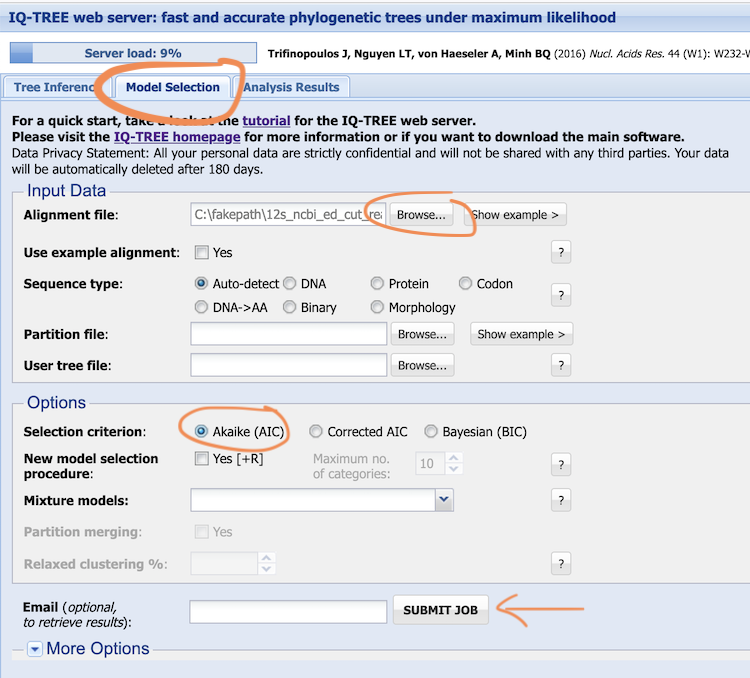 IQ-TREE web server: fast and accurate phylogenetic trees under maximum likelihood
Server load: 9%
Trifinopoulos J, Nguyen LT, von Haeseler A, Minh BQ (2016) Nucl. Acids Res. 44 (W1): W232-W
Tree Inference Model Selection Analysis Results
For a quick start, take a look at the tutorial for the IQ-TREE web server.
Please visit the IQ-TREE homepage for more information or if you want to download the main software.
Data Privacy Statement: All your personal data are strictly confidential and will not be shared with any third parties. Your data
will be automatically deleted after 180 days.
Input Data
Alignment file: C:\fakepath\12s_ncbi_ed_cut_rea Browse... Show example >
Use example alignment: Yes ?
Sequence type: Auto-detect DNA Protein Codon
DNA->AA Binary Morphology ?
Partition file: Browse... Show example >
User tree file: Browse... ?
Options
Selection criterion: Akaike (AIC) Corrected AIC Bayesian (BIC)
New model selection procedure: Yes [+R] Maximum no. of categories: 10 ?
Mixture models: ?
Partition merging: Yes
Relaxed clustering %: ?
Email (optional,
to retrieve results): SUBMIT JOB
More Options